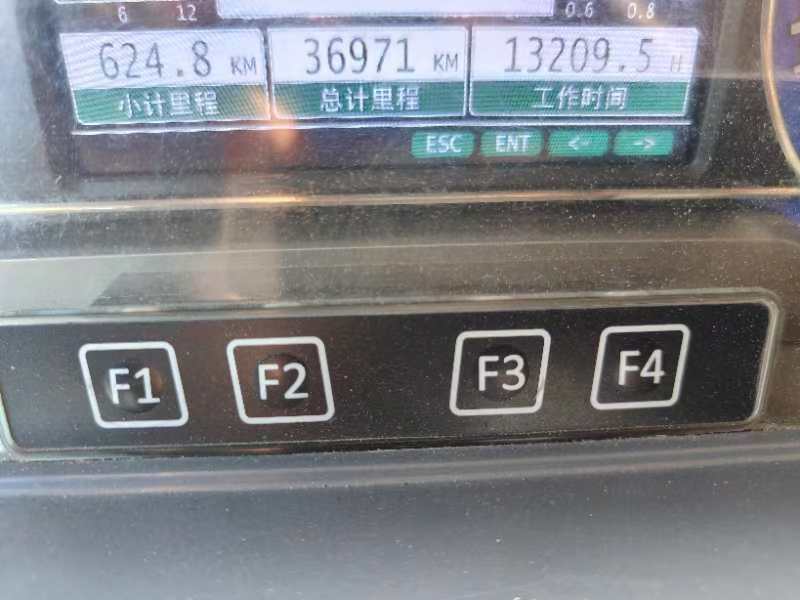 6 12 0.6 0.8
624.8 KM 36971 KM 13209.5 H
小计里程 总计里程 工作时间
ESC ENT <- ->
F1 F2 F3 F4